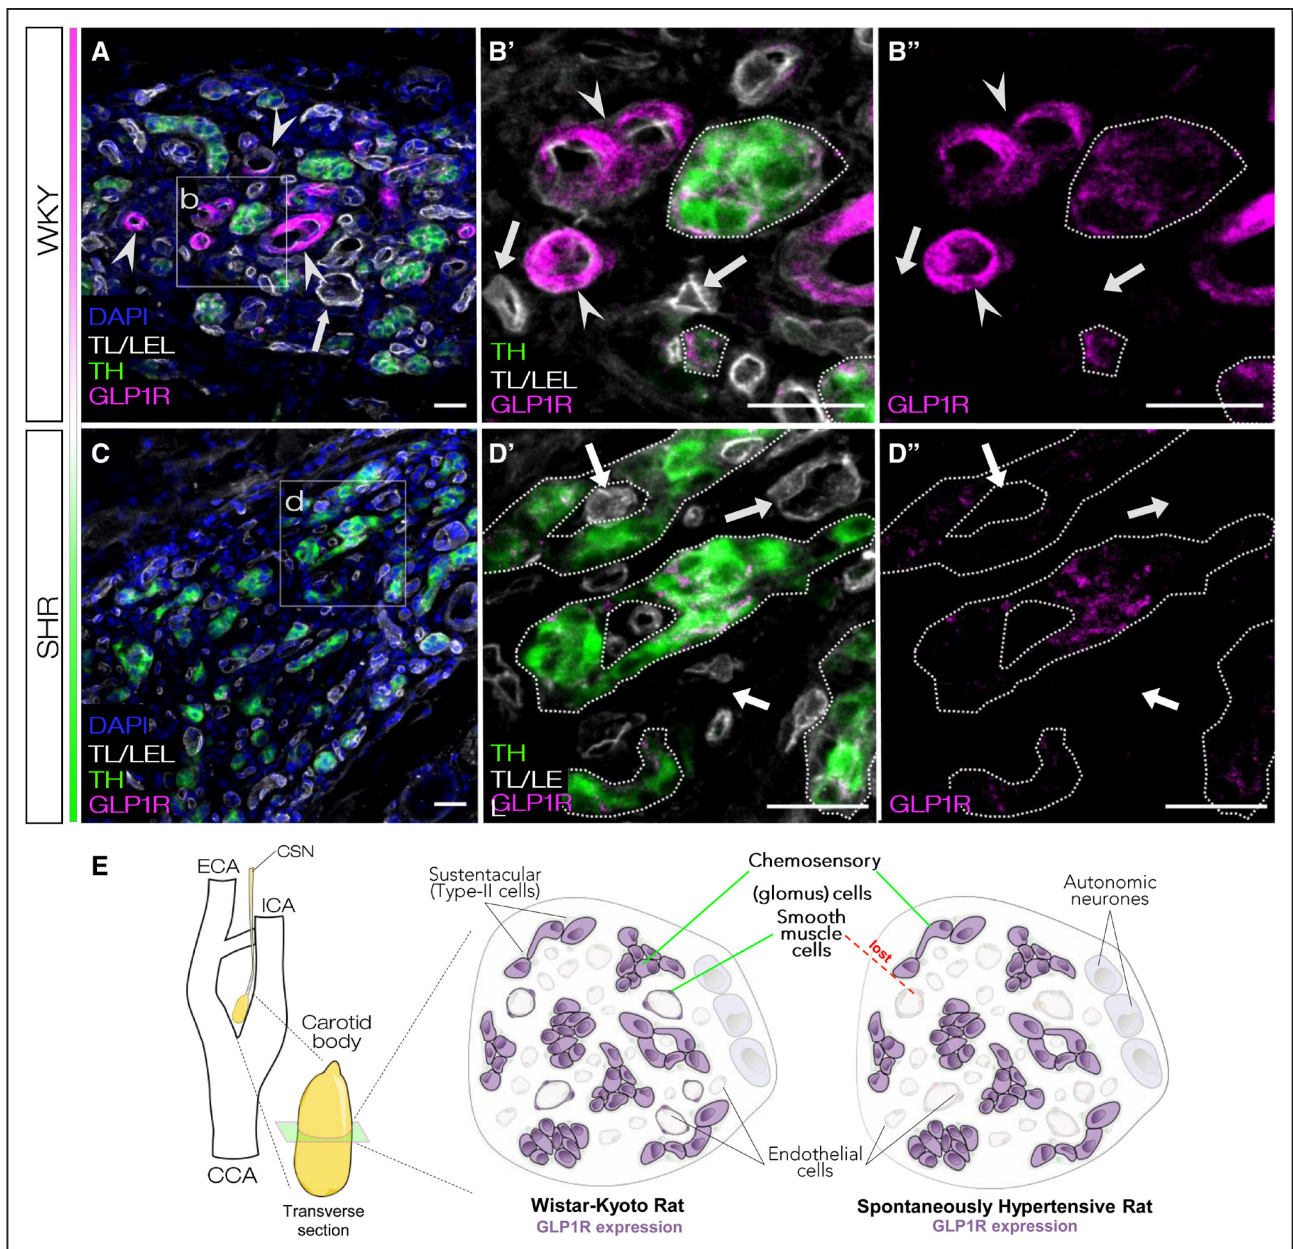 WKY
A
b
DAPI
TL/LEL
TH
GLP1R
B’
TH
TL/LEL
GLP1R
B”
GLP1R
SHR
C
d
DAPI
TL/LEL
TH
GLP1R
D’
TH
TL/LE
L
GLP1R
D”
GLP1R
E
ECA
CSN
ICA
CCA
Carotid
body
Transverse
section
Sustentacular
(Type-II cells)
Chemosensory
(glomus) cells
Smooth
muscle
cells
lost
Autonomic
neurones
Endothelial
cells
Wistar-Kyoto Rat
GLP1R expression
Spontaneously Hypertensive Rat
GLP1R expression